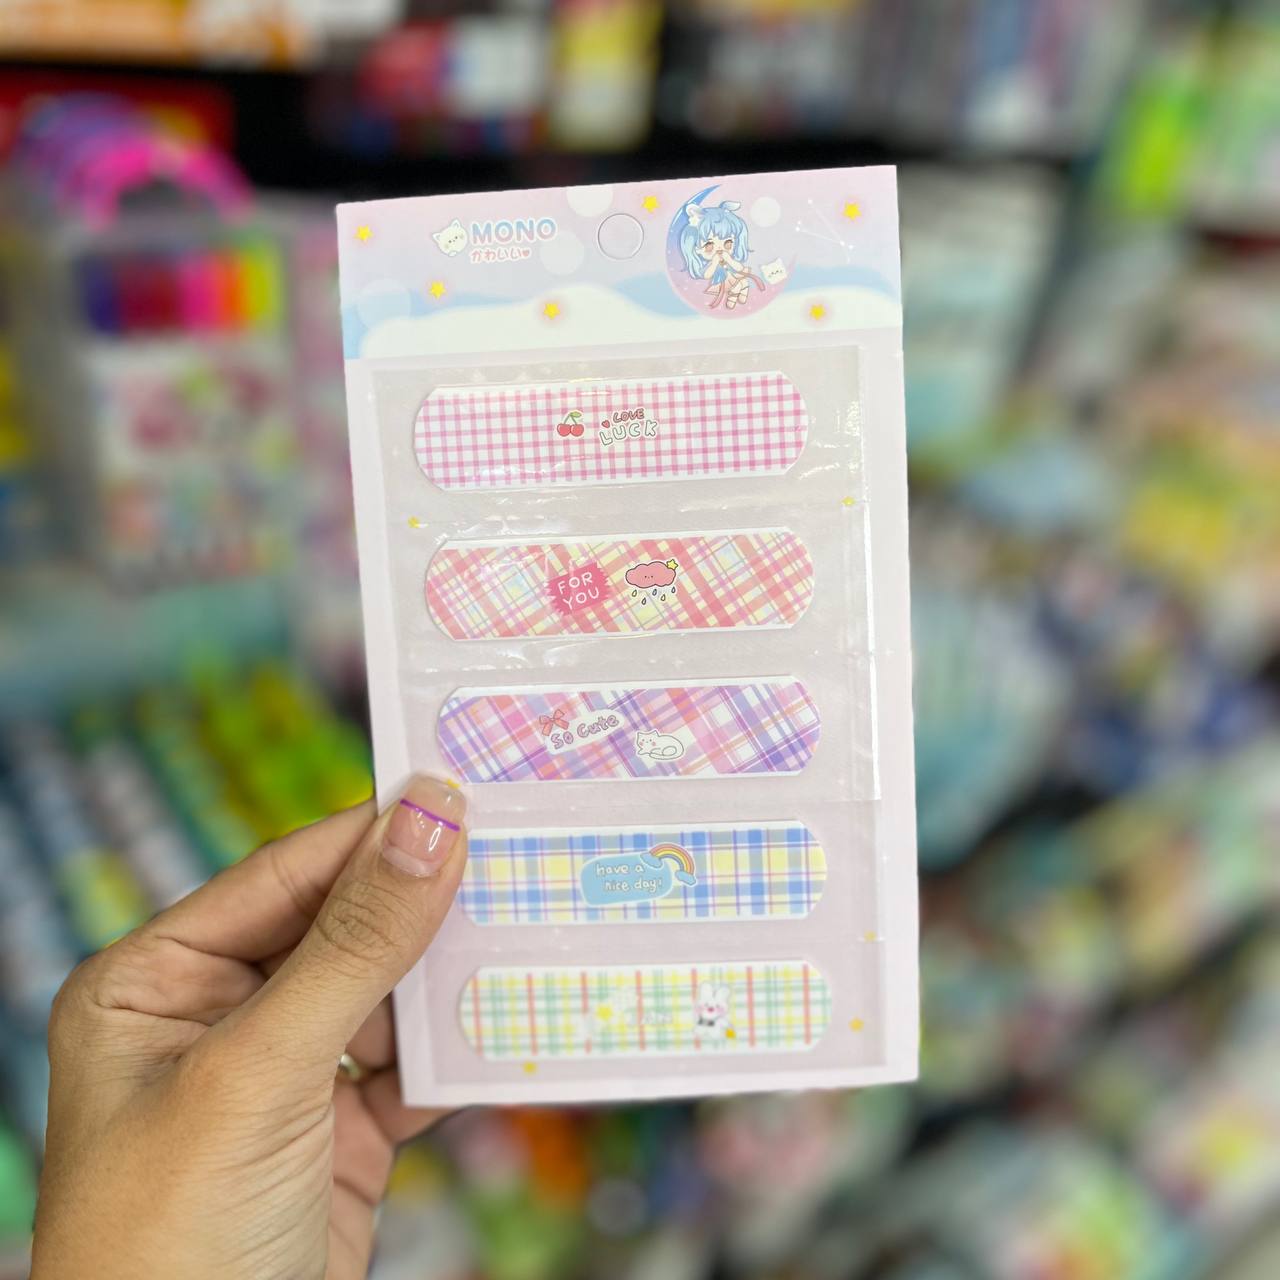 MONO
かわいい♥
LOVE
LUCK
FOR
YOU
So Cute
have a
nice day!